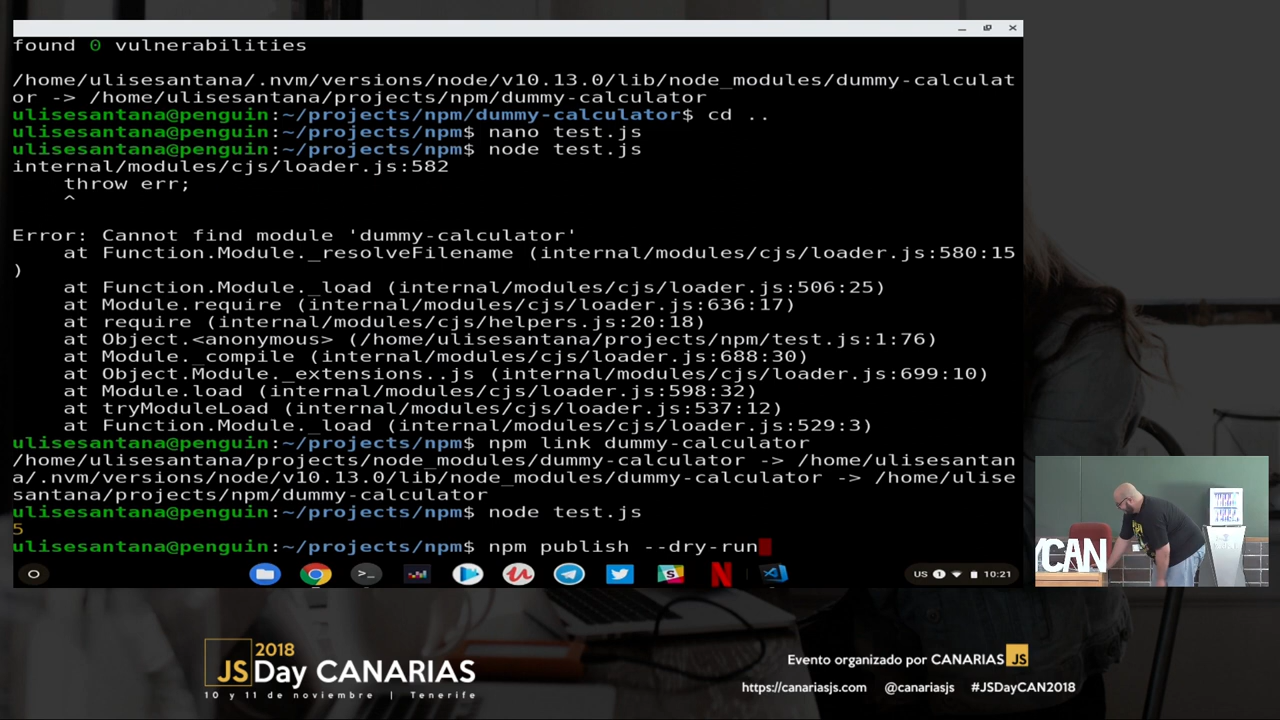 found 0 vulnerabilities
/home/ulisesantana/.nvm/versions/node/v10.13.0/lib/node_modules/dummy-calculat
or -> /home/ulisesantana/projects/npm/dummy-calculator
ulisesantana@penguin:~/projects/npm/dummy-calculator$ cd ..
ulisesantana@penguin:~/projects/npm$ nano test.js
ulisesantana@penguin:~/projects/npm$ node test.js
internal/modules/cjs/loader.js:582
    throw err;
    ^
Error: Cannot find module 'dummy-calculator'
    at Function.Module._resolveFilename (internal/modules/cjs/loader.js:580:15
)
    at Function.Module._load (internal/modules/cjs/loader.js:506:25)
    at Module.require (internal/modules/cjs/loader.js:636:17)
    at require (internal/modules/cjs/helpers.js:20:18)
    at Object.<anonymous> (/home/ulisesantana/projects/npm/test.js:1:76)
    at Module._compile (internal/modules/cjs/loader.js:688:30)
    at Object.Module._extensions..js (internal/modules/cjs/loader.js:699:10)
    at Module.load (internal/modules/cjs/loader.js:598:32)
    at tryModuleLoad (internal/modules/cjs/loader.js:537:12)
    at Function.Module._load (internal/modules/cjs/loader.js:529:3)
ulisesantana@penguin:~/projects/npm$ npm link dummy-calculator
/home/ulisesantana/projects/node_modules/dummy-calculator -> /home/ulisesantan
a/.nvm/versions/node/v10.13.0/lib/node_modules/dummy-calculator -> /home/ulise
santana/projects/npm/dummy-calculator
ulisesantana@penguin:~/projects/npm$ node test.js
5
ulisesantana@penguin:~/projects/npm$ npm publish --dry-run
US 1 10:21
YCAN
2018
JSDay CANARIAS
10 y 11 de noviembre | Tenerife
Evento organizado por CANARIAS JS
https://canariasjs.com @canariasjs #JSDayCAN2018